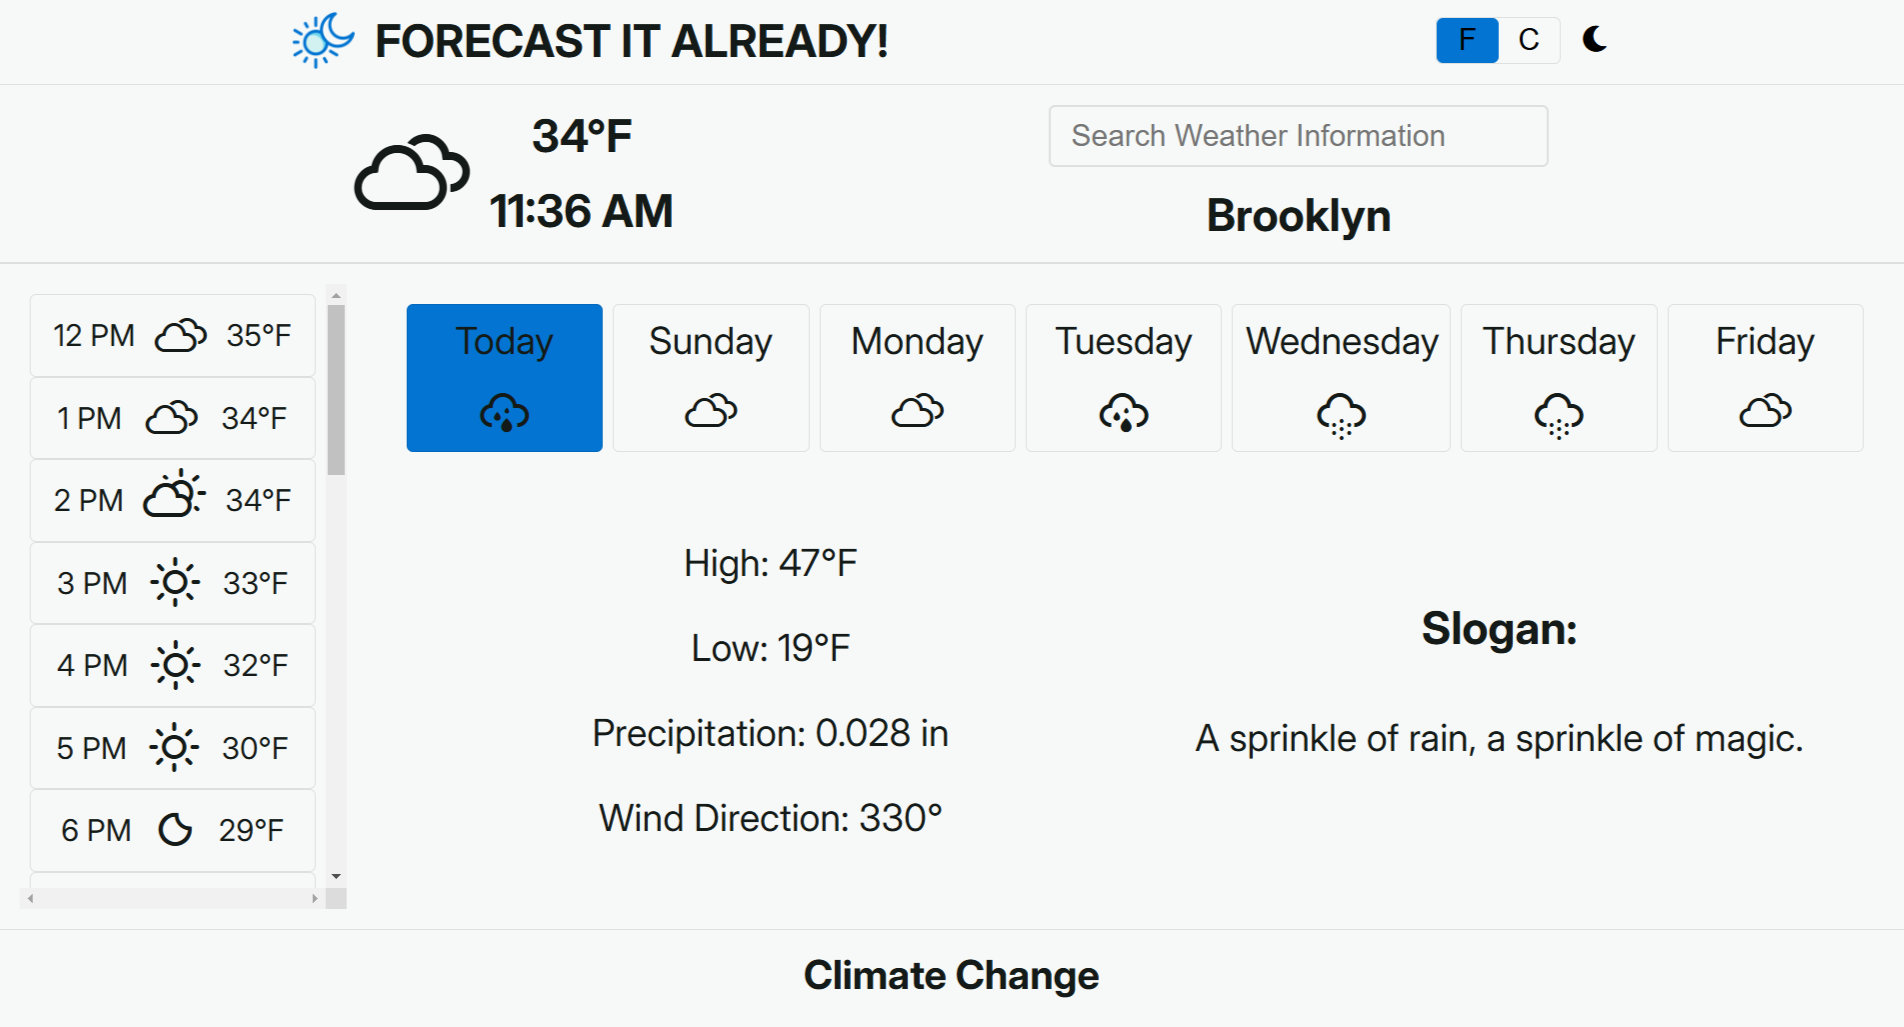 FORECAST IT ALREADY!
F C
34°F
11:36 AM
Search Weather Information
Brooklyn
12 PM 35°F
1 PM 34°F
2 PM 34°F
3 PM 33°F
4 PM 32°F
5 PM 30°F
6 PM 29°F
Today Sunday Monday Tuesday Wednesday Thursday Friday
High: 47°F
Low: 19°F
Precipitation: 0.028 in
Wind Direction: 330°
Slogan:
A sprinkle of rain, a sprinkle of magic.
Climate Change